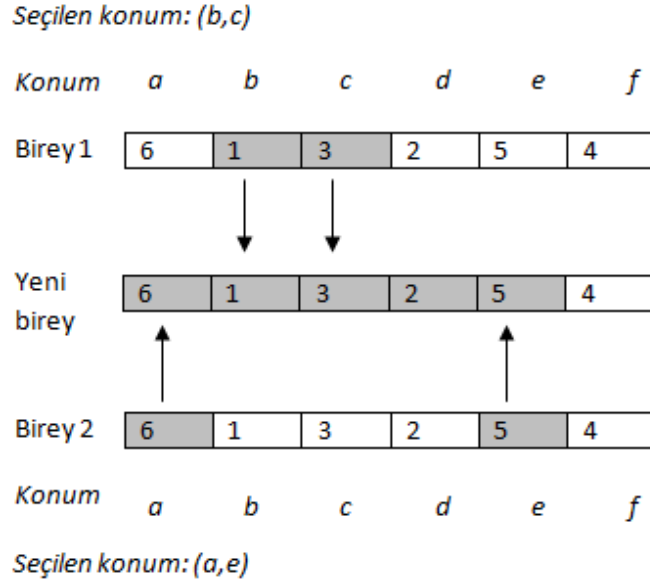 Seçilen konum: (b,c)
Konum a b c d e f
Birey 1 6 1 3 2 5 4
Yeni birey 6 1 3 2 5 4
Birey 2 6 1 3 2 5 4
Konum a b c d e f
Seçilen konum: (a,e)